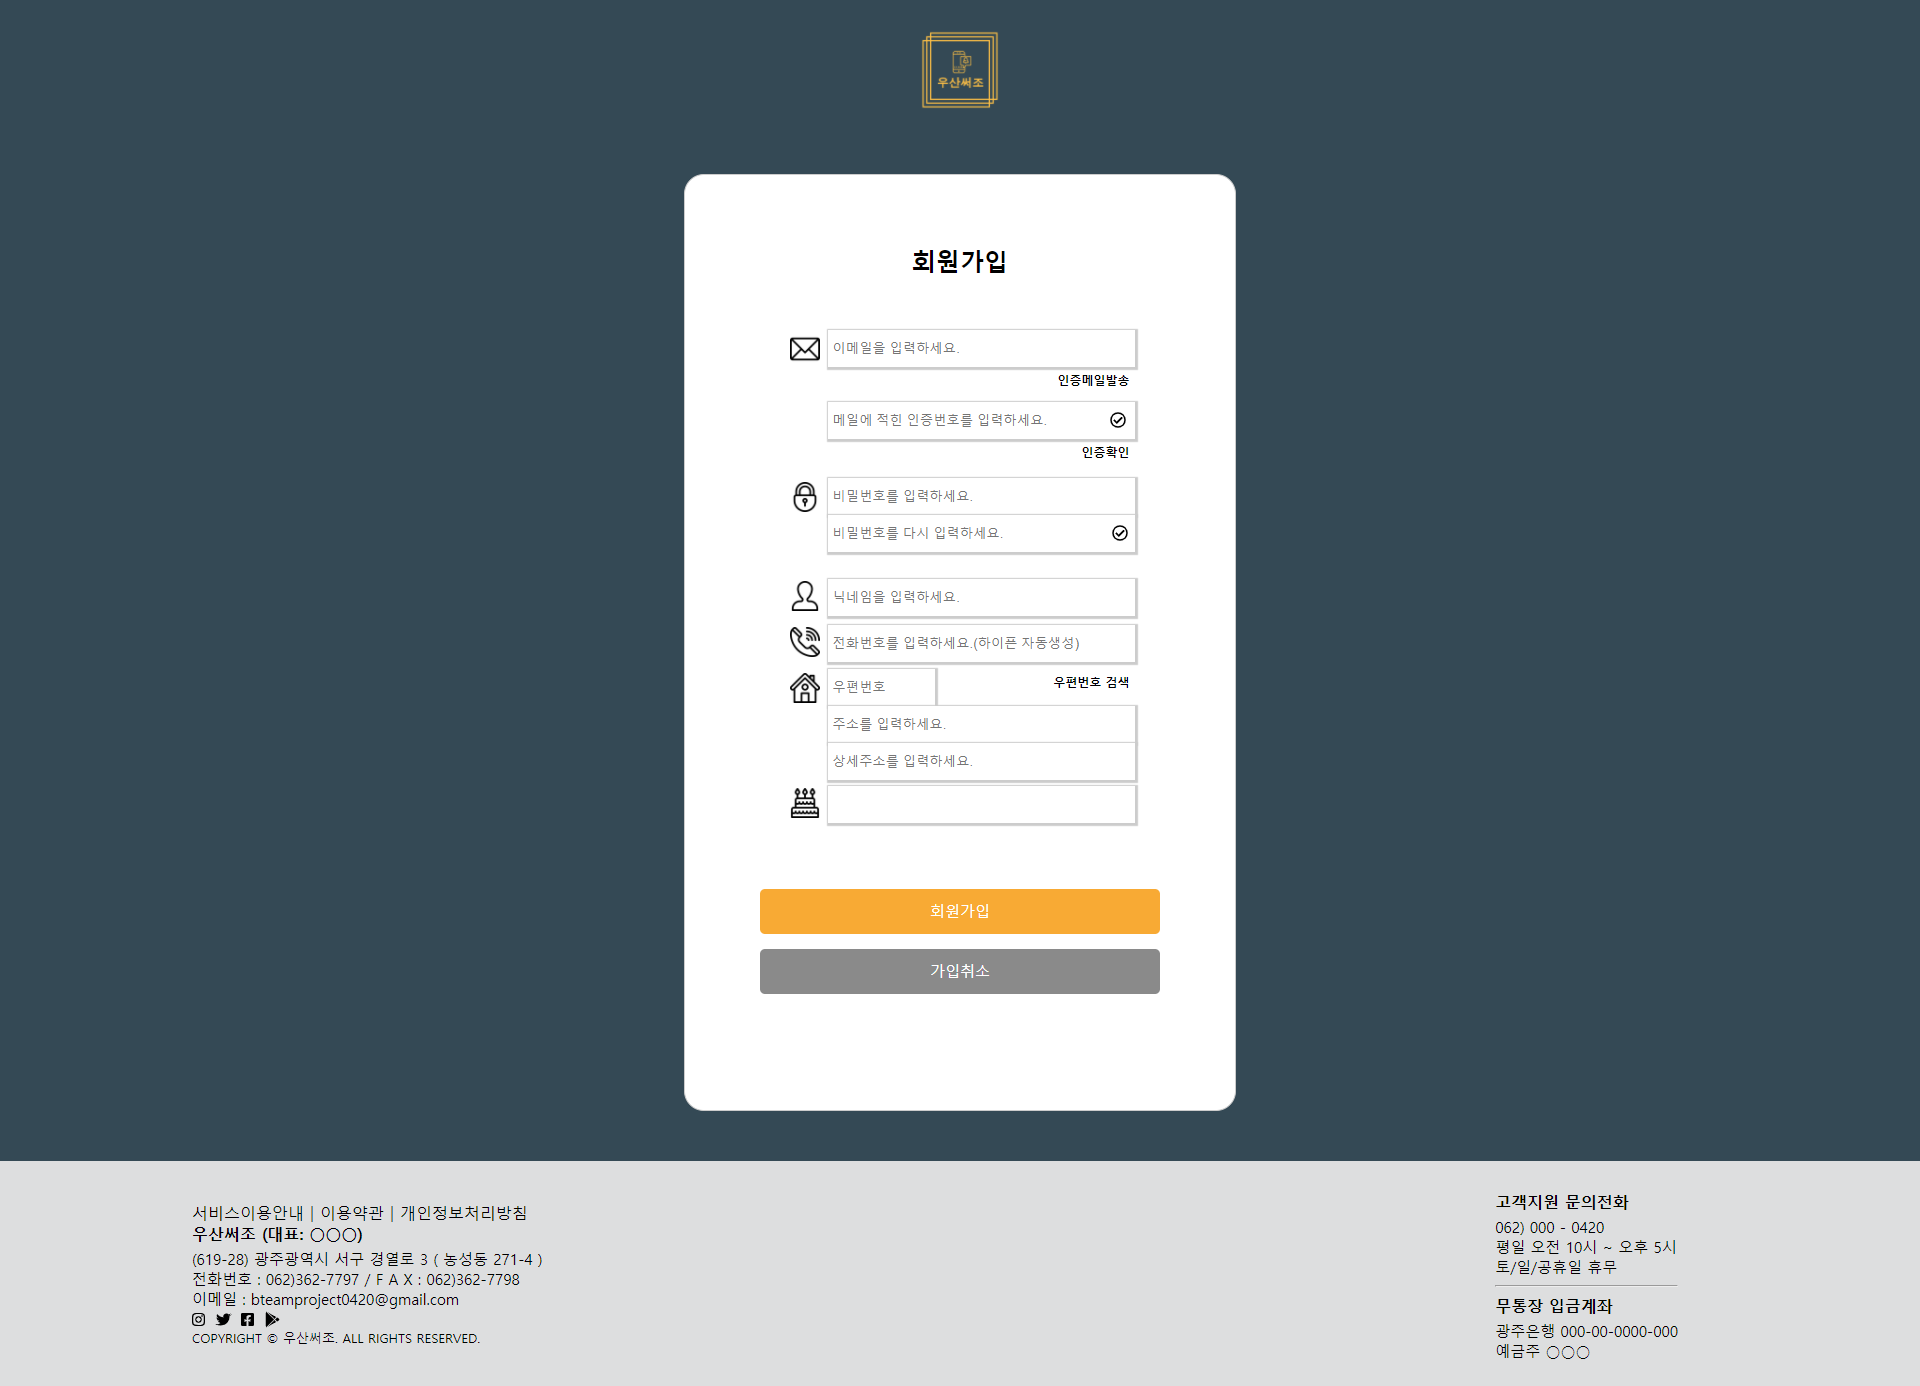 우산써조
회원가입
이메일을 입력하세요.
인증메일발송
메일에 적힌 인증번호를 입력하세요.
인증확인
비밀번호를 입력하세요.
비밀번호를 다시 입력하세요.
닉네임을 입력하세요.
전화번호를 입력하세요.(하이픈 자동생성)
우편번호
우편번호 검색
주소를 입력하세요.
상세주소를 입력하세요.
회원가입
가입취소
서비스이용안내 | 이용약관 | 개인정보처리방침
우산써조 (대표: 〇〇〇)
(619-28) 광주광역시 서구 경열로 3 ( 농성동 271-4 )
전화번호 : 062)362-7797 / F A X : 062)362-7798
이메일 : bteamproject0420@gmail.com
COPYRIGHT © 우산써조. ALL RIGHTS RESERVED.
고객지원 문의전화
062) 000 - 0420
평일 오전 10시 ~ 오후 5시
토/일/공휴일 휴무
무통장 입금계좌
광주은행 000-00-0000-000
예금주 〇〇〇